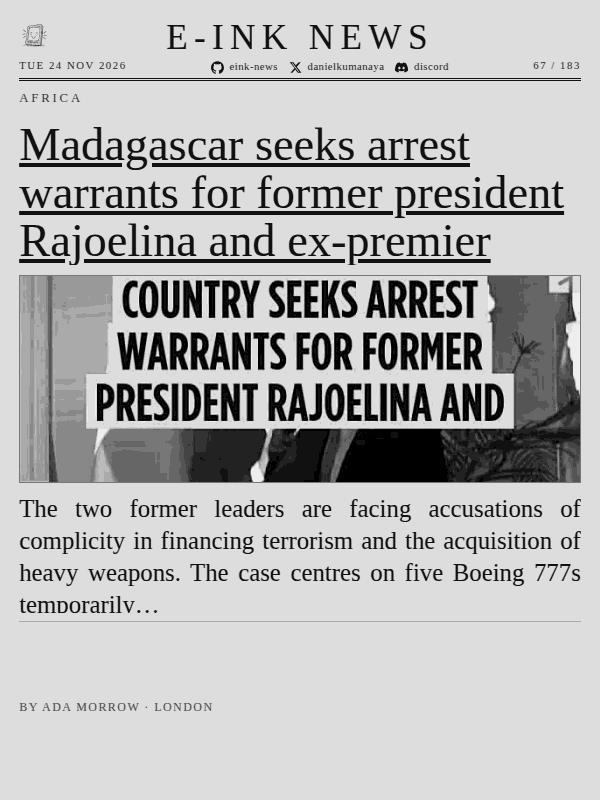 E-INK NEWS
TUE 24 NOV 2026
eink-news danielkumanaya discord
67 / 183
AFRICA
Madagascar seeks arrest
warrants for former president
Rajoelina and ex-premier
COUNTRY SEEKS ARREST
WARRANTS FOR FORMER
PRESIDENT RAJOELINA AND
The two former leaders are facing accusations of
complicity in financing terrorism and the acquisition of
heavy weapons. The case centres on five Boeing 777s
temporarily…
BY ADA MORROW · LONDON